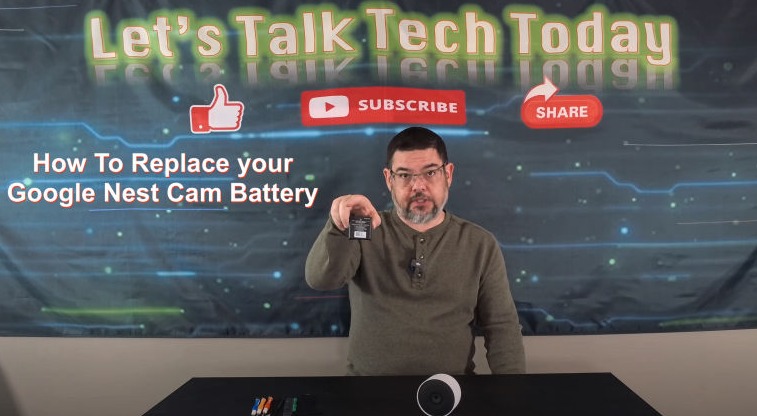 Let's Talk Tech Today
SUBSCRIBE
SHARE
How To Replace your
Google Nest Cam Battery